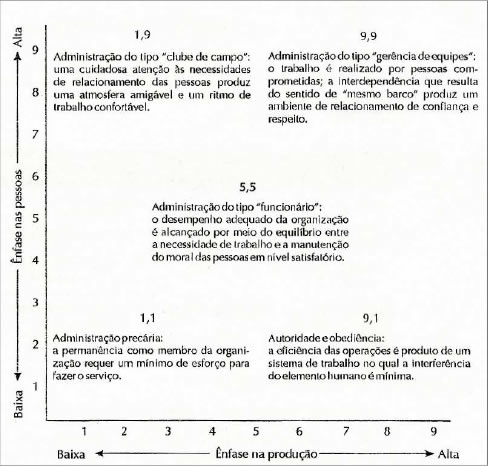 Alta
Ênfase nas pessoas
Baixa
9
8
7
6
5
4
3
2
1
1,9
Administração do tipo "clube de campo":
uma cuidadosa atenção às necessidades
de relacionamento das pessoas produz
uma atmosfera amigável e um ritmo de
trabalho confortável.
9,9
Administração do tipo "gerência de equipes":
o trabalho é realizado por pessoas com-
prometidas; a interdependência que resulta
do sentido de "mesmo barco" produz um
ambiente de relacionamento de confiança e
respeito.
5,5
Administração do tipo "funcionário":
o desempenho adequado da organização
é alcançado por meio do equilíbrio entre
a necessidade de trabalho e a manutenção
do moral das pessoas em nível satisfatório.
1,1
Administração precária:
a permanência como membro da organi-
zação requer um mínimo de esforço para
fazer o serviço.
9,1
Autoridade e obediência:
a eficiência das operações é produto de um
sistema de trabalho no qual a interferência
do elemento humano é mínima.
1 2 3 4 5 6 7 8 9
Baixa Ênfase na produção Alta